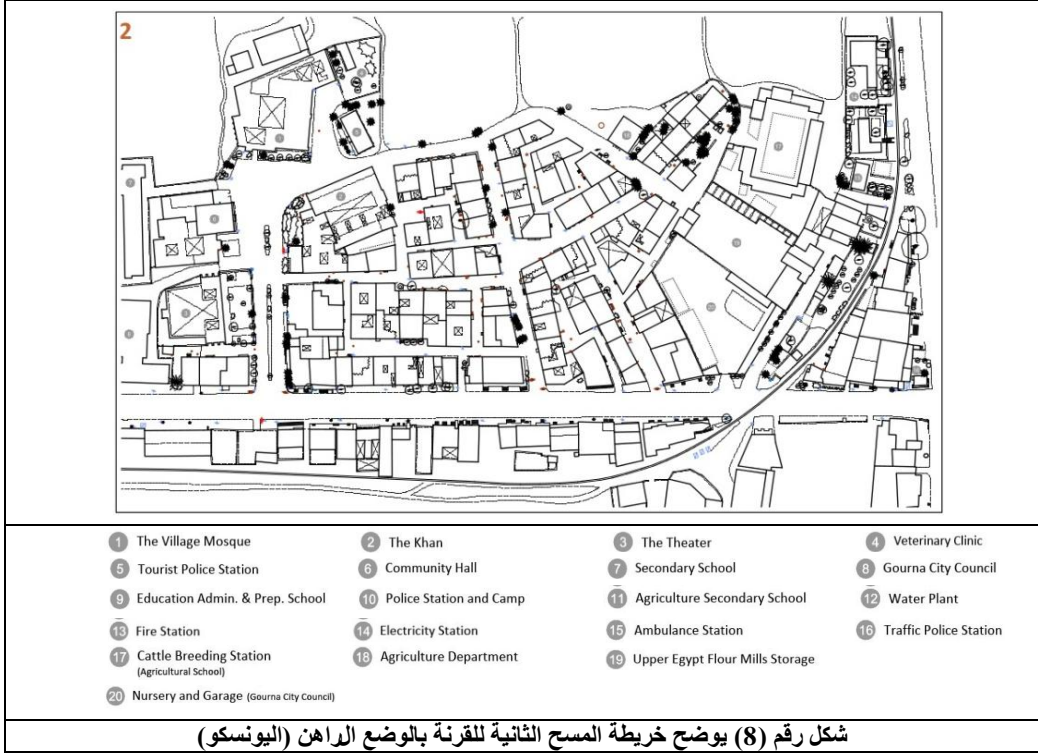 2
1 The Village Mosque
2 The Khan
3 The Theater
4 Veterinary Clinic
5 Tourist Police Station
6 Community Hall
7 Secondary School
8 Gourna City Council
9 Education Admin. & Prep. School
10 Police Station and Camp
11 Agriculture Secondary School
12 Water Plant
13 Fire Station
14 Electricity Station
15 Ambulance Station
16 Traffic Police Station
17 Cattle Breeding Station
(Agricultural School)
18 Agriculture Department
19 Upper Egypt Flour Mills Storage
20 Nursery and Garage (Gourna City Council)
شكل رقم (8) يوضح خريطة المسح الثانية للقرنة بالوضع الراهن (اليونسكو)